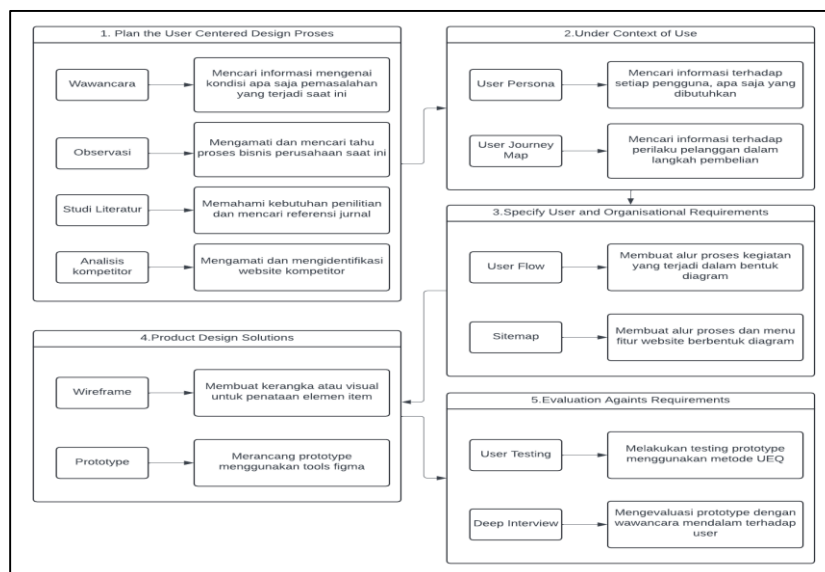 1. Plan the User Centered Design Proses
Wawancara
Mencari informasi mengenai
kondisi apa saja pemasalahan
yang terjadi saat ini
Observasi
Mengamati dan mencari tahu
proses bisnis perusahaan saat ini
Studi Literatur
Memahami kebutuhan penilitian
dan mencari referensi jurnal
Analisis
kompetitor
Mengamati dan mengidentifikasi
website kompetitor
2.Under Context of Use
User Persona
Mencari informasi terhadap
setiap pengguna, apa saja yang
dibutuhkan
User Journey
Map
Mencari informasi terhadap
perilaku pelanggan dalam
langkah pembelian
3.Specify User and Organisational Requirements
User Flow
Membuat alur proses kegiatan
yang terjadi dalam bentuk
diagram
Sitemap
Membuat alur proses dan menu
fitur website berbentuk diagram
4.Product Design Solutions
Wireframe
Membuat kerangka atau visual
untuk penataan elemen item
Prototype
Merancang prototype
menggunakan tools figma
5.Evaluation Againts Requirements
User Testing
Melakukan testing prototype
menggunakan metode UEQ
Deep Interview
Mengevaluasi prototype dengan
wawancara mendalam terhadap
user